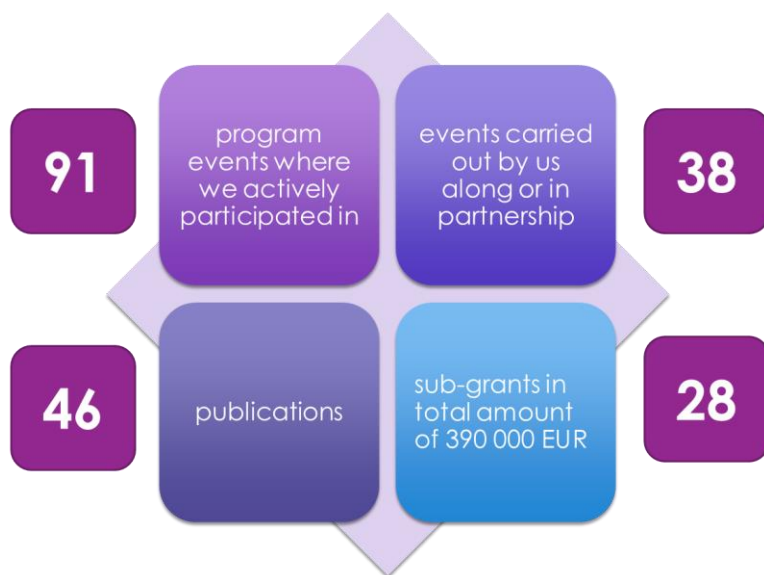 91
program
events where
we actively
participated in
events carried
out by us
along or in
partnership
38
46
publications
sub-grants in
total amount
of 390 000 EUR
28